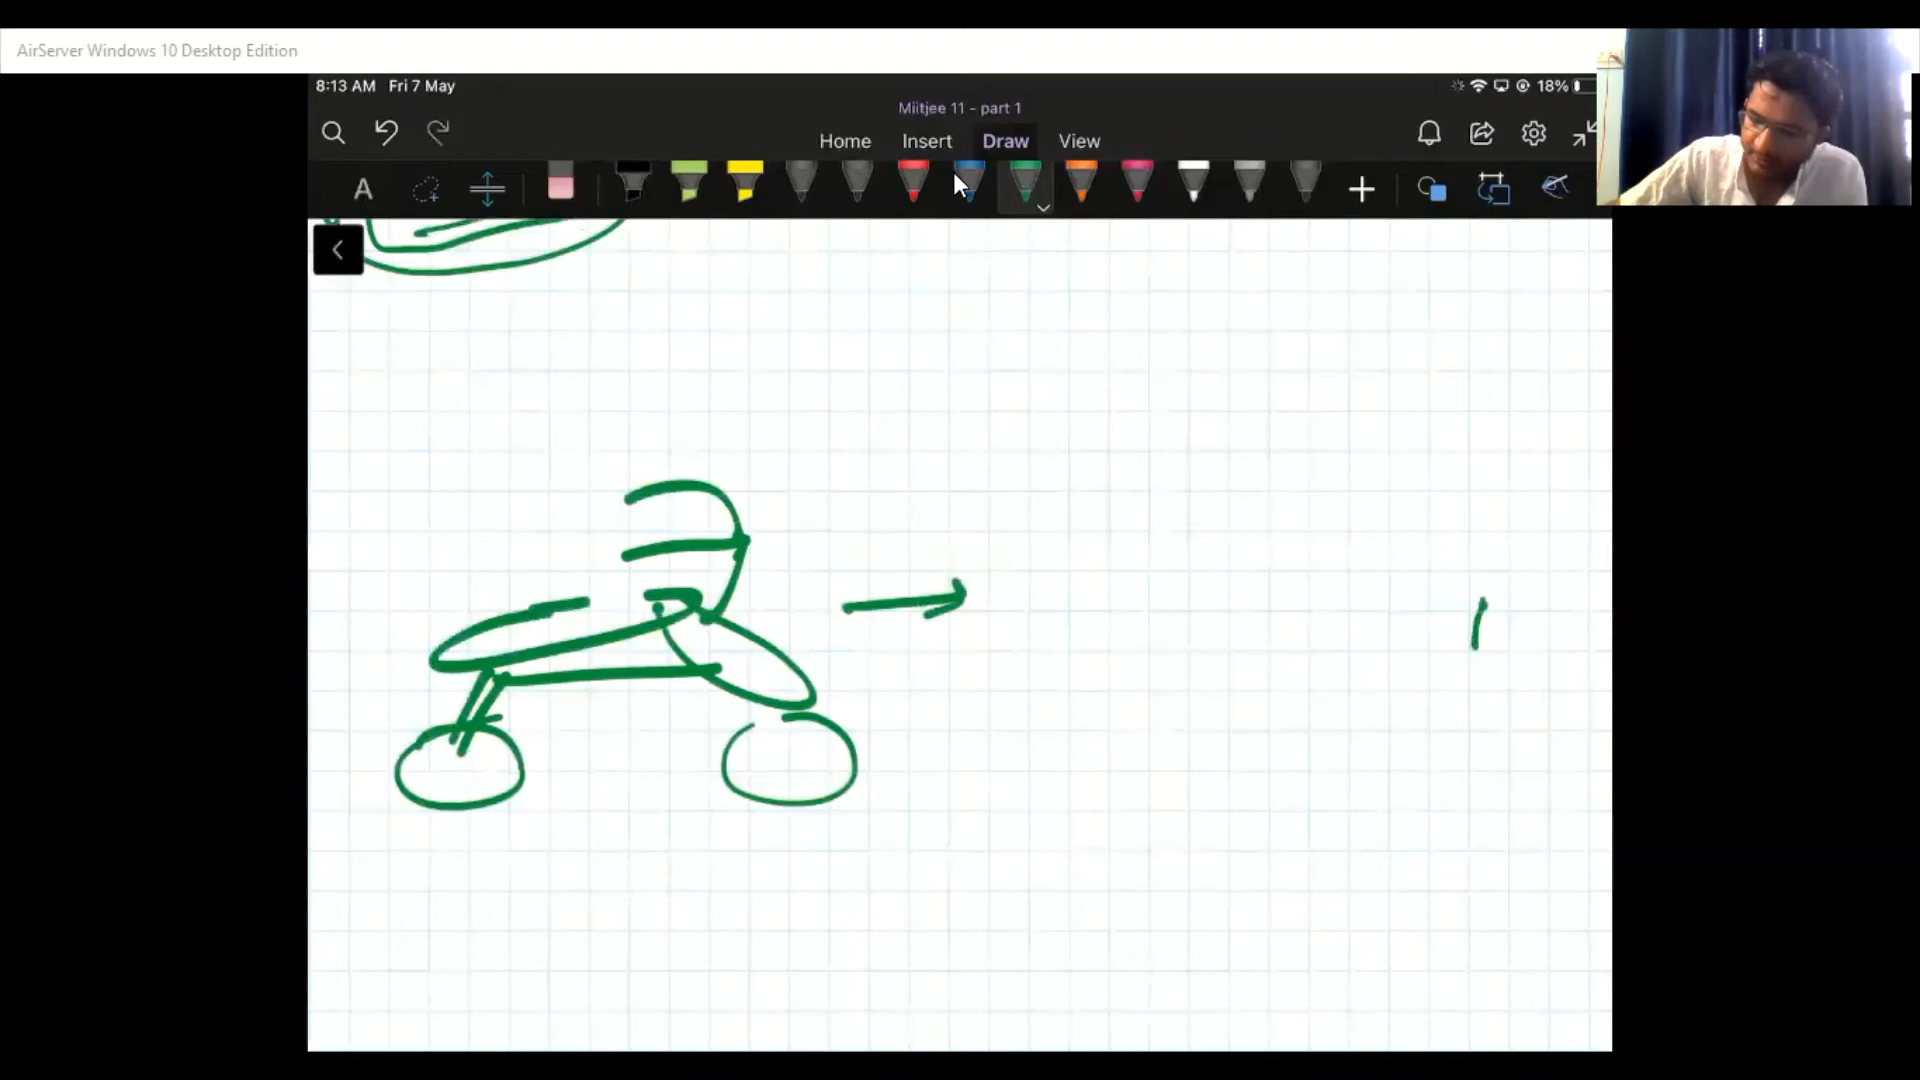 AirServer Windows 10 Desktop Edition
8:13 AM Fri 7 May
18%
Miitjee 11 - part 1
Home Insert Draw View
A